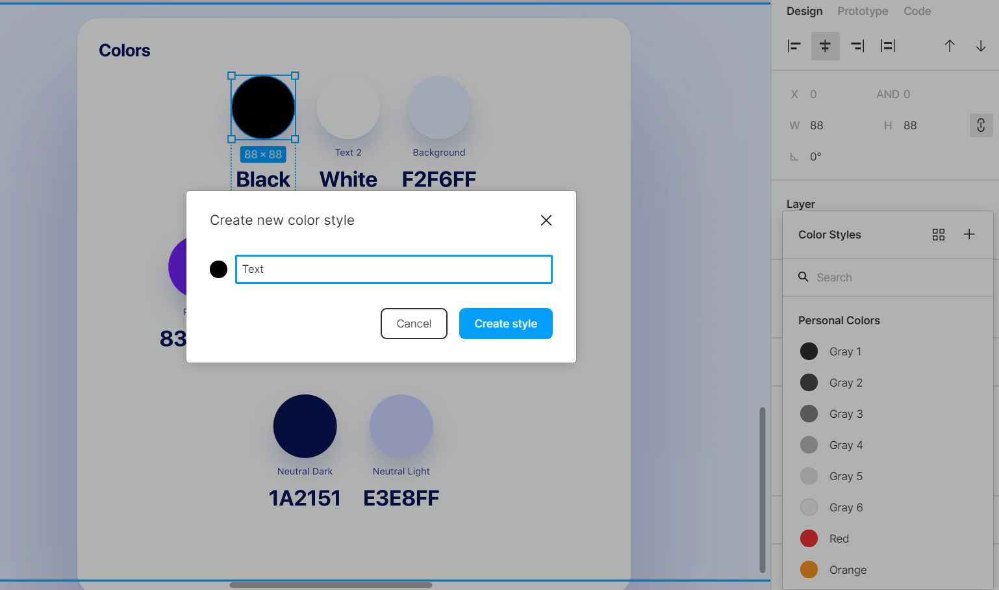 Colors
88 × 88
Text 2
Background
Black
White
F2F6FF
83
Neutral Dark
Neutral Light
1A2151
E3E8FF
Create new color style
Text
Cancel
Create style
Design Prototype Code
X 0 AND 0
W 88 H 88
0°
Layer
Color Styles
Search
Personal Colors
Gray 1
Gray 2
Gray 3
Gray 4
Gray 5
Gray 6
Red
Orange